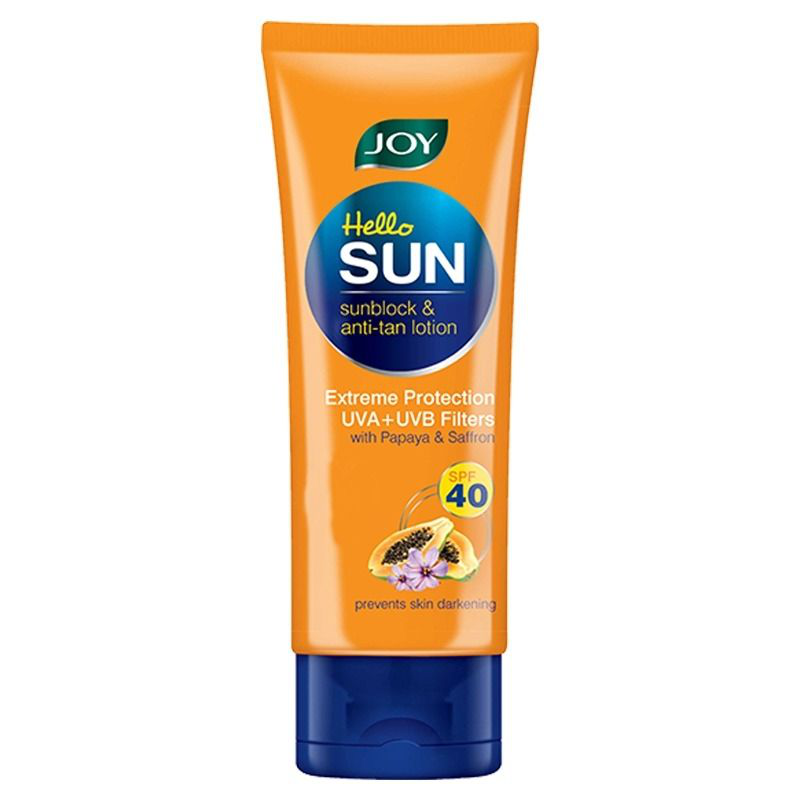 JOY
Hello
SUN
sunblock &
anti-tan lotion
Extreme Protection
UVA+UVB Filters
with Papaya & Saffron
SPF
40
prevents skin darkening